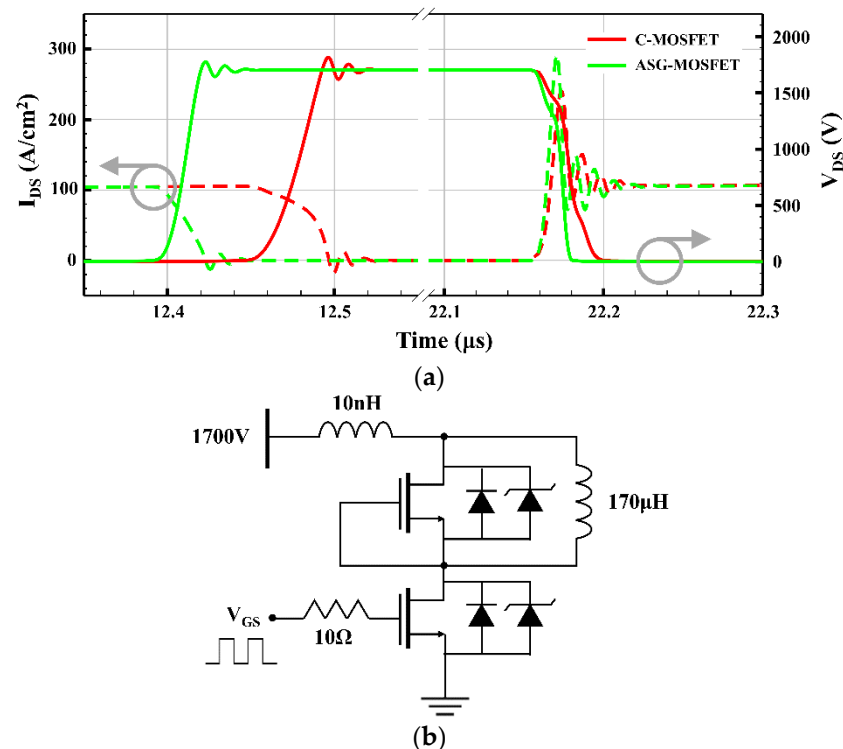 300
200
100
0
I_DS (A/cm²)
C-MOSFET
ASG-MOSFET
2000
1500
1000
500
0
V_DS (V)
12.4
12.5
22.1
22.2
22.3
Time (μs)
(a)
10nH
1700V
170μH
V_GS
10Ω
(b)